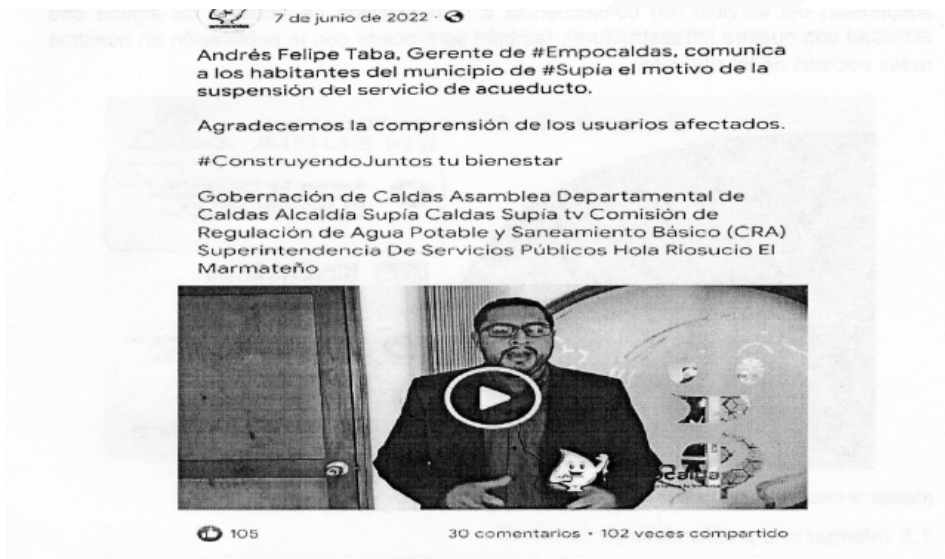 7 de junio de 2022 ·
Andrés Felipe Taba, Gerente de #Empocaldas, comunica
a los habitantes del municipio de #Supía el motivo de la
suspensión del servicio de acueducto.
Agradecemos la comprensión de los usuarios afectados.
#ConstruyendoJuntos tu bienestar
Gobernación de Caldas Asamblea Departamental de
Caldas Alcaldía Supía Caldas Supía tv Comisión de
Regulación de Agua Potable y Saneamiento Básico (CRA)
Superintendencia De Servicios Públicos Hola Riosucio El
Marmateño
105
30 comentarios · 102 veces compartido